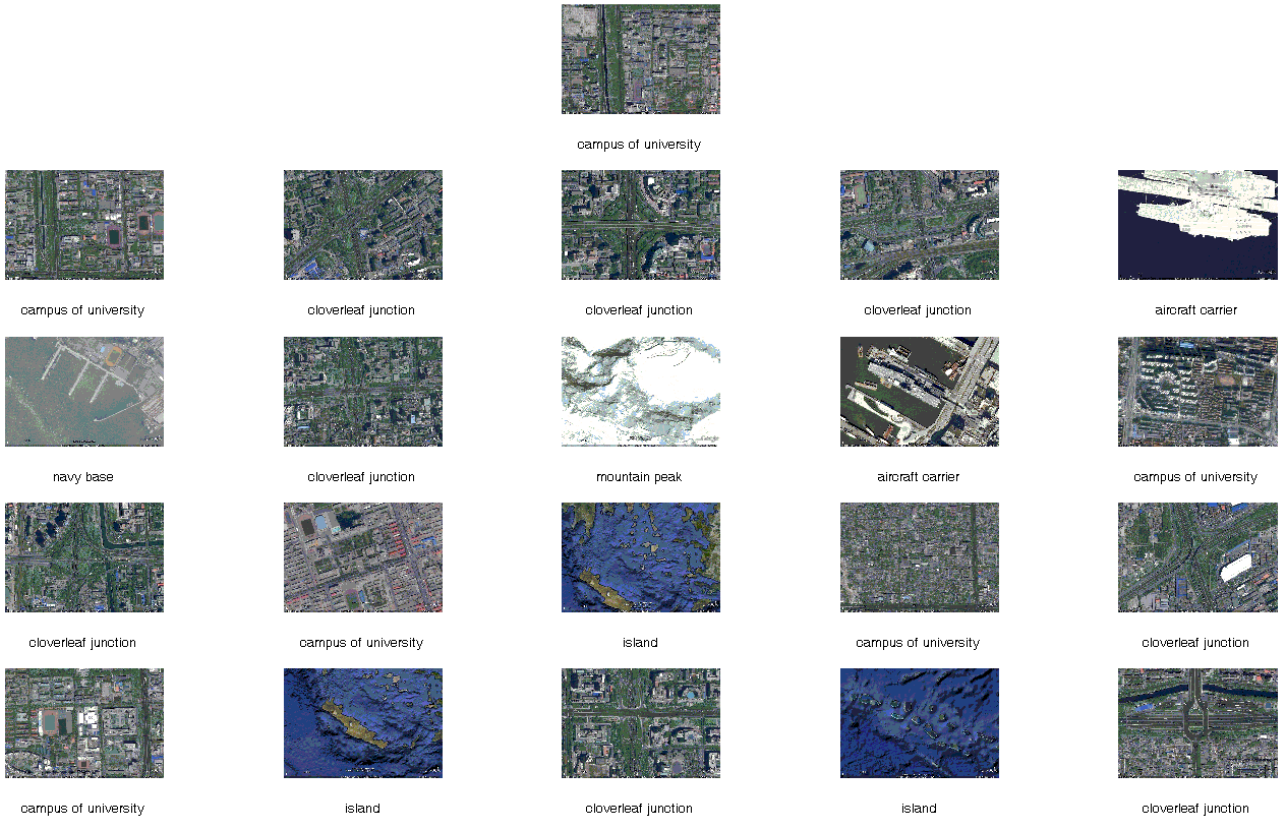 campus of university
campus of university
cloverleaf junction
cloverleaf junction
cloverleaf junction
aircraft carrier
navy base
cloverleaf junction
mountain peak
aircraft carrier
campus of university
cloverleaf junction
campus of university
island
campus of university
cloverleaf junction
campus of university
island
cloverleaf junction
island
cloverleaf junction